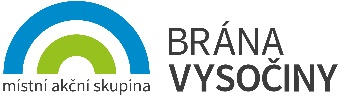 místní akční skupina
BRÁNA
VYSOČINY